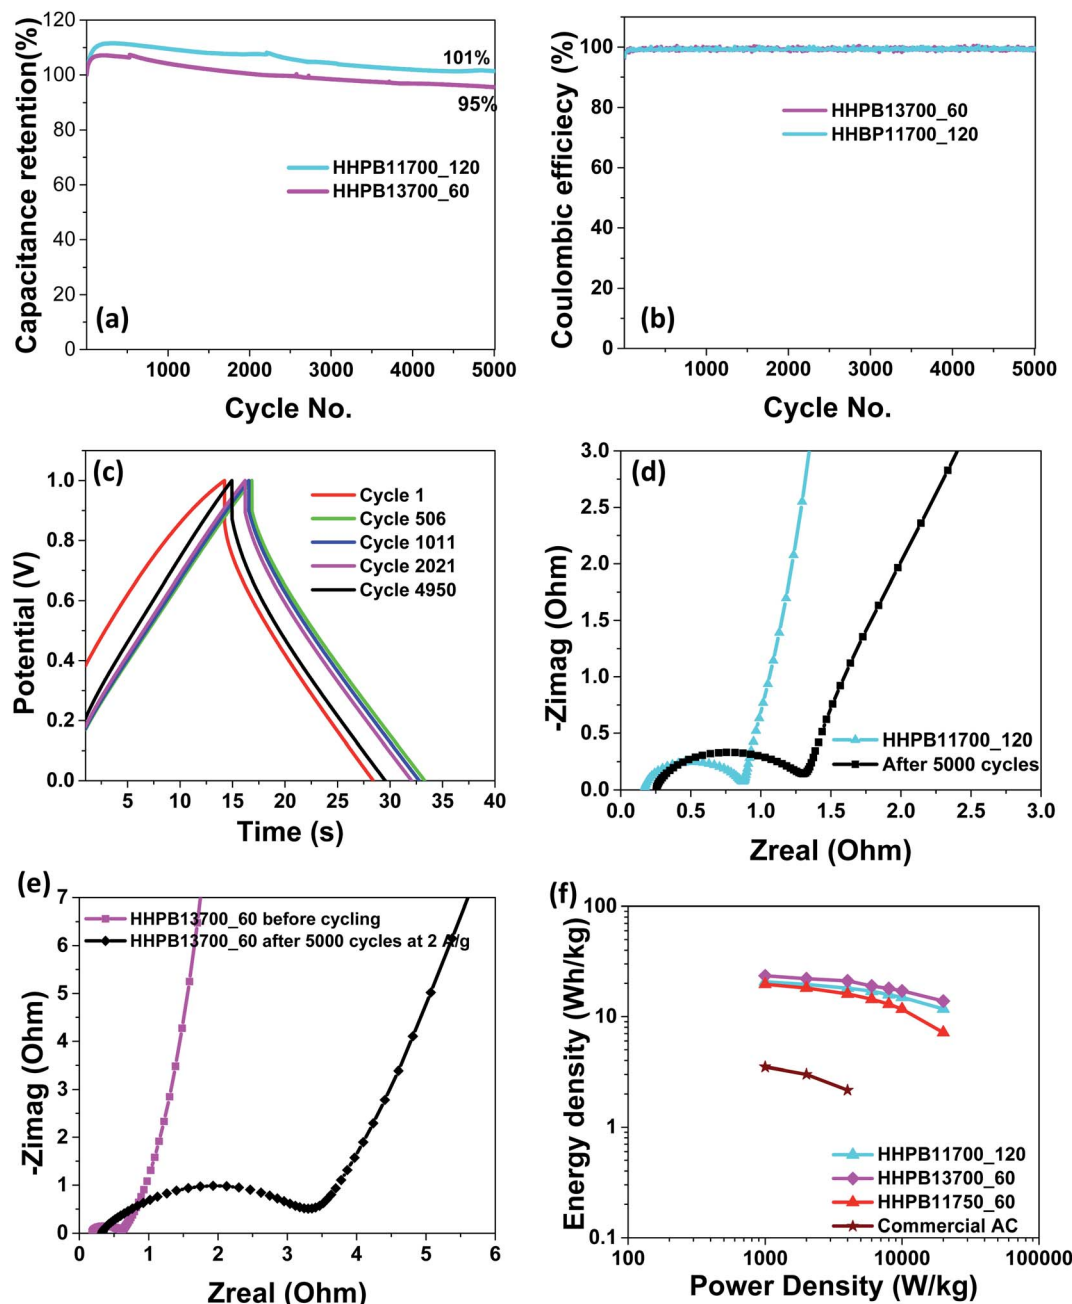 (a)
Capacitance retention(%)
120
100
80
60
40
20
0
101%
95%
HHPB11700_120
HHPB13700_60
1000 2000 3000 4000 5000
Cycle No.
(b)
Coulombic efficiecy (%)
100
80
60
40
20
0
HHPB13700_60
HHBP11700_120
1000 2000 3000 4000 5000
Cycle No.
(c)
Potential (V)
1.0
0.8
0.6
0.4
0.2
0.0
Cycle 1
Cycle 506
Cycle 1011
Cycle 2021
Cycle 4950
5 10 15 20 25 30 35 40
Time (s)
(d)
-Zimag (Ohm)
3.0
2.5
2.0
1.5
1.0
0.5
0.0
HHPB11700_120
After 5000 cycles
0.0 0.5 1.0 1.5 2.0 2.5 3.0
Zreal (Ohm)
(e)
-Zimag (Ohm)
7
6
5
4
3
2
1
0
HHPB13700_60 before cycling
HHPB13700_60 after 5000 cycles at 2 A/g
0 1 2 3 4 5 6
Zreal (Ohm)
(f)
Energy density (Wh/kg)
100
10
1
0.1
HHPB11700_120
HHPB13700_60
HHPB11750_60
Commercial AC
100 1000 10000 100000
Power Density (W/kg)